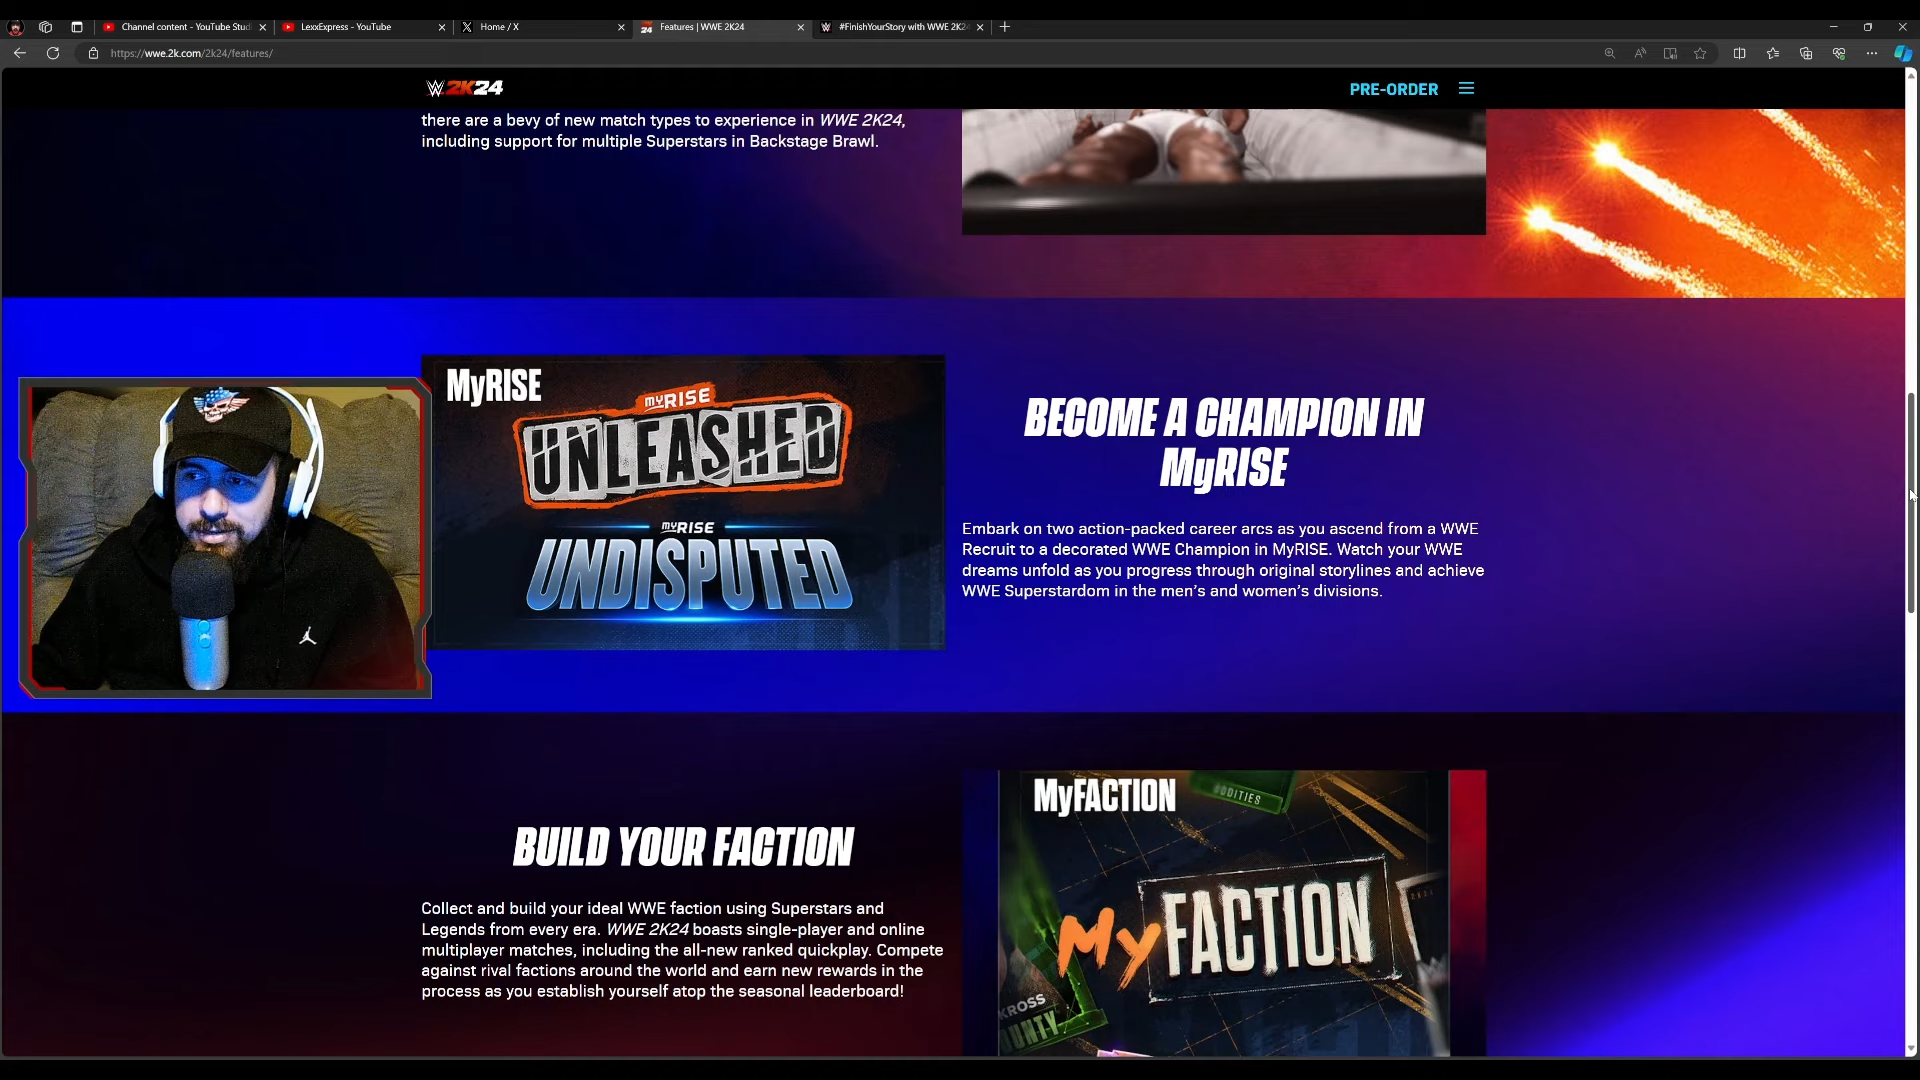 Channel content - YouTube Studi
LexxExpress - YouTube
Home / X
Features | WWE 2K24
#FinishYourStory with WWE 2K24
https://wwe.2k.com/2k24/features/
W 2K24
PRE-ORDER
there are a bevy of new match types to experience in WWE 2K24,
including support for multiple Superstars in Backstage Brawl.
MyRISE
MyRISE
UNLEASHED
MyRISE
UNDISPUTED
BECOME A CHAMPION IN
MyRISE
Embark on two action-packed career arcs as you ascend from a WWE
Recruit to a decorated WWE Champion in MyRISE. Watch your WWE
dreams unfold as you progress through original storylines and achieve
WWE Superstardom in the men's and women's divisions.
BUILD YOUR FACTION
Collect and build your ideal WWE faction using Superstars and
Legends from every era. WWE 2K24 boasts single-player and online
multiplayer matches, including the all-new ranked quickplay. Compete
against rival factions around the world and earn new rewards in the
process as you establish yourself atop the seasonal leaderboard!
MyFACTION
ODDITIES
My FACTION
KROSS
OUNTY